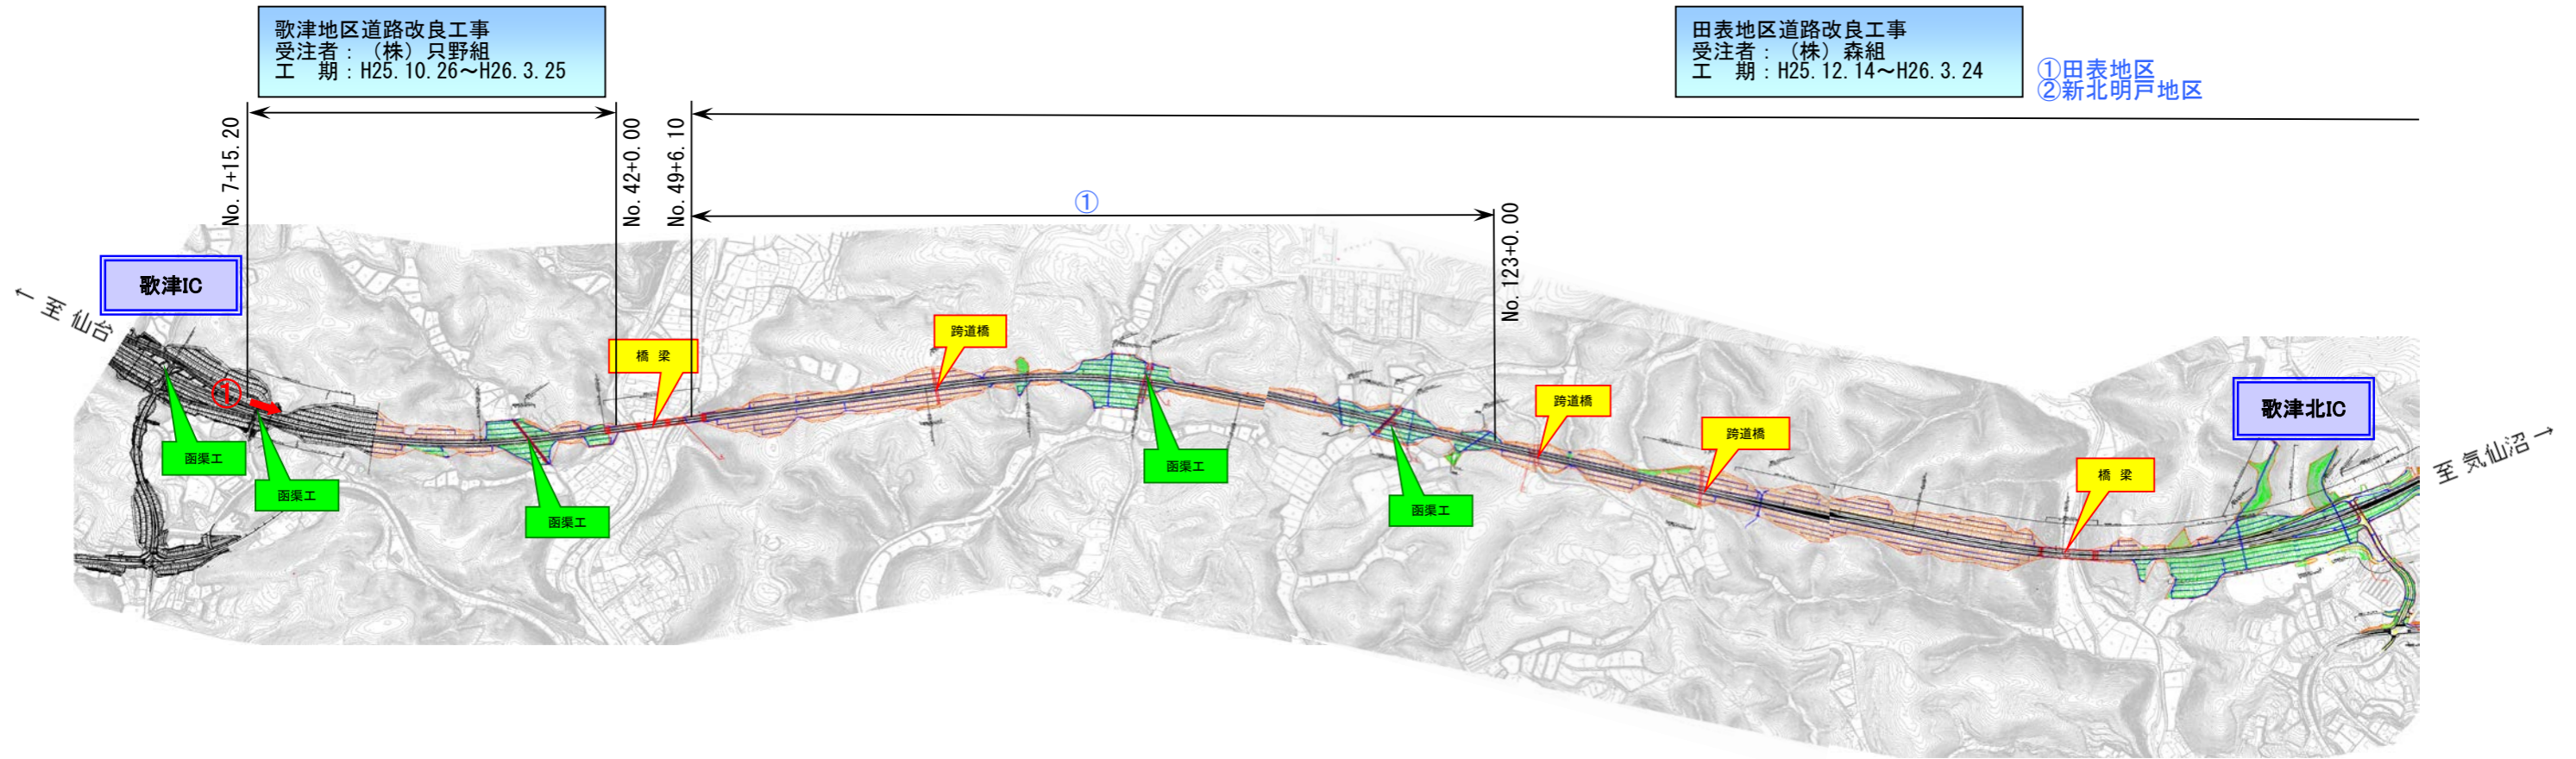 歌津地区道路改良工事
受注者：（株）只野組
工　期：H25.10.26～H26.3.25
田表地区道路改良工事
受注者：（株）森組
工　期：H25.12.14～H26.3.24
①田表地区
②新北明戸地区
No.7+15.20
No.42+0.00
No.49+6.10
①
No.123+0.00
歌津IC
← 至 仙台
①
橋 梁
跨道橋
跨道橋
跨道橋
橋 梁
歌津北IC
至 気仙沼 →
函渠工
函渠工
函渠工
函渠工
函渠工